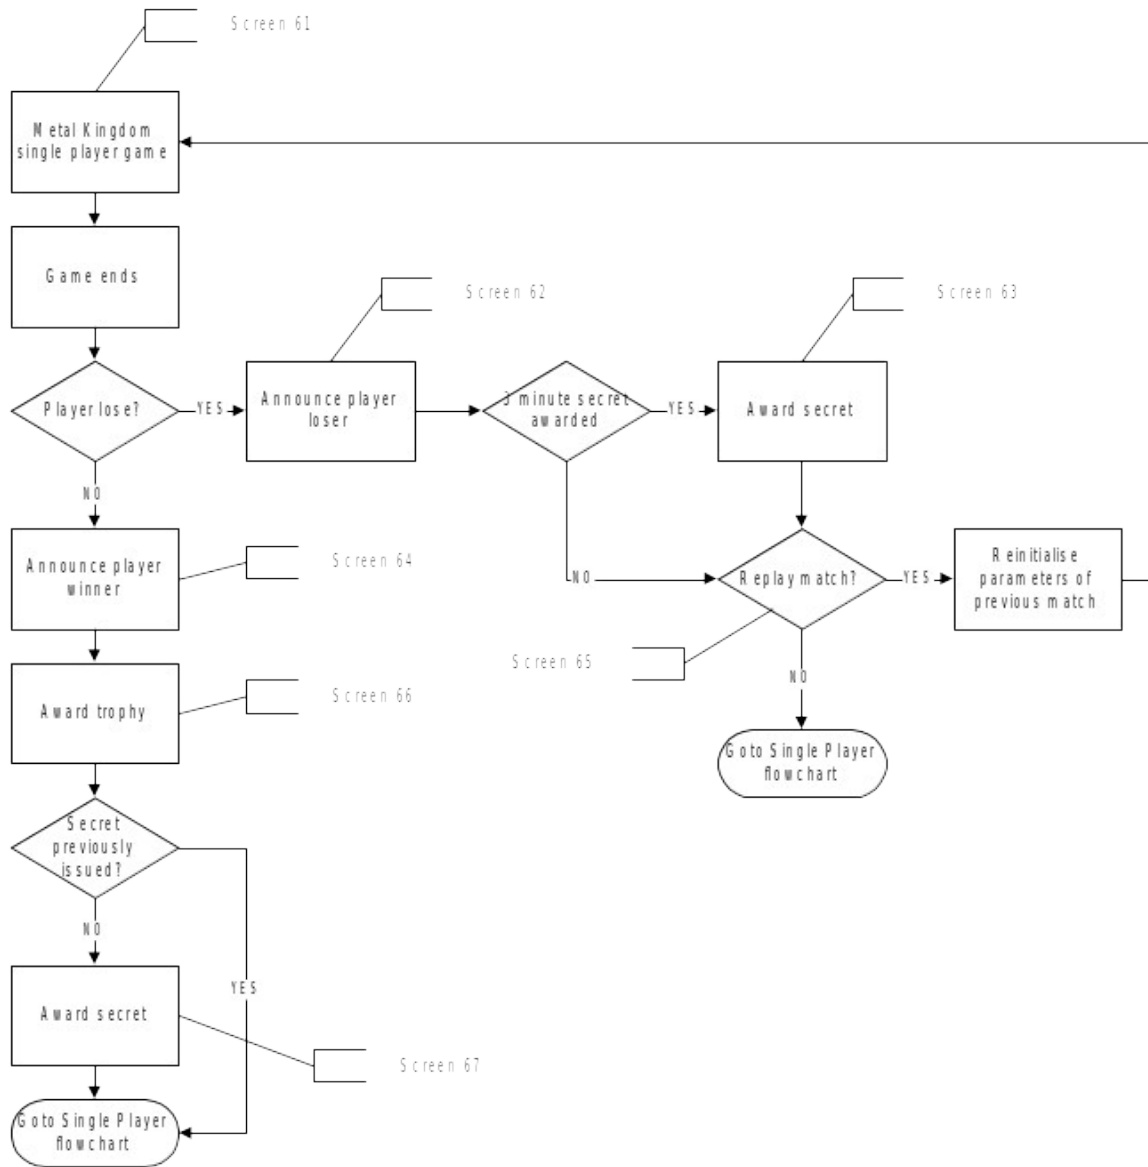 Screen 61
Metal Kingdom
single player game
Game ends
Screen 62
Screen 63
Player lose?
YES
Announce player
loser
3 minute secret
awarded
YES
Award secret
NO
Announce player
winner
Screen 64
NO
Replay match?
YES
Reinitialise
parameters of
previous match
Screen 65
NO
Award trophy
Screen 66
Goto Single Player
flowchart
Secret
previously
issued?
NO
YES
Award secret
Screen 67
Goto Single Player
flowchart